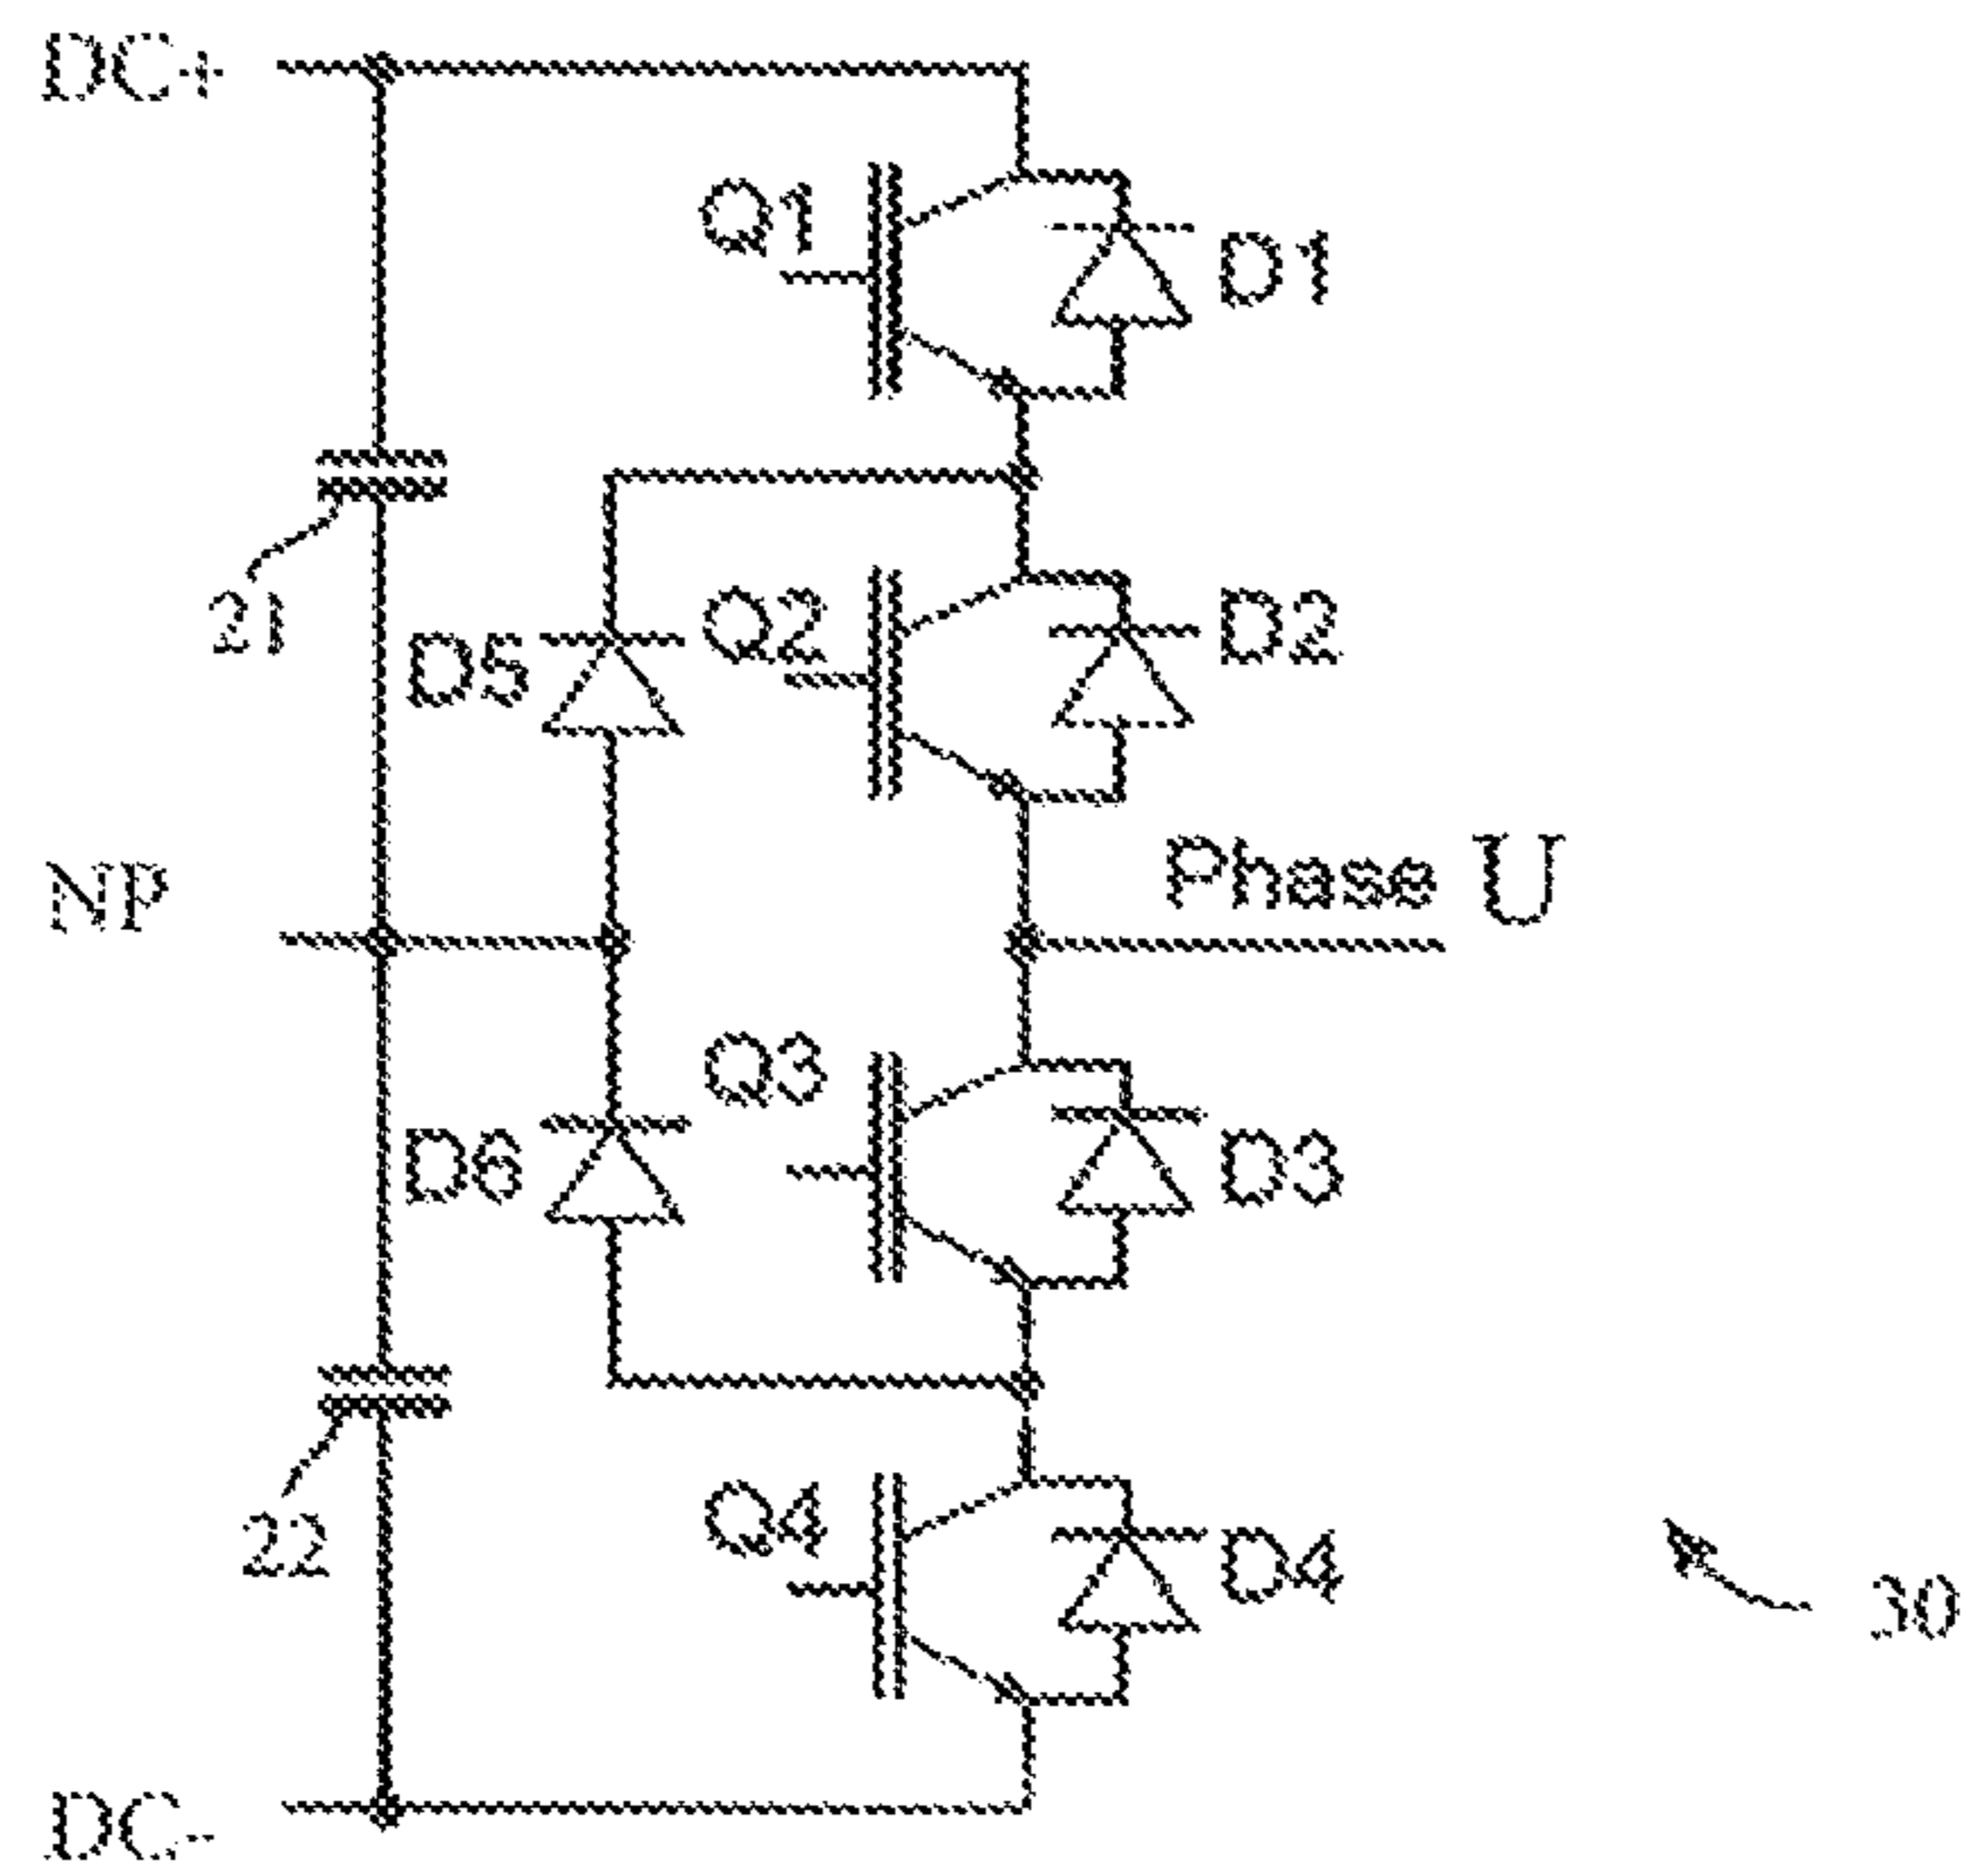 DC+
Q1
D1
21
D5
Q2
D2
NP
Phase U
Q3
D6
D3
22
Q4
D4
30
DC-